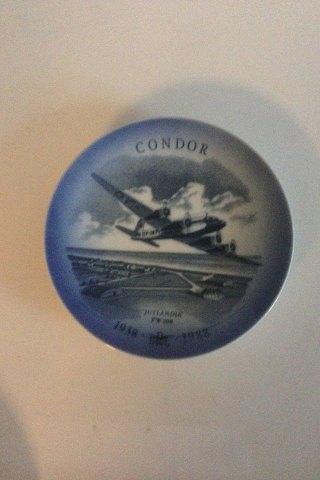 CONDOR
"JUTLANDIA"
FW 200
1938 - 1988